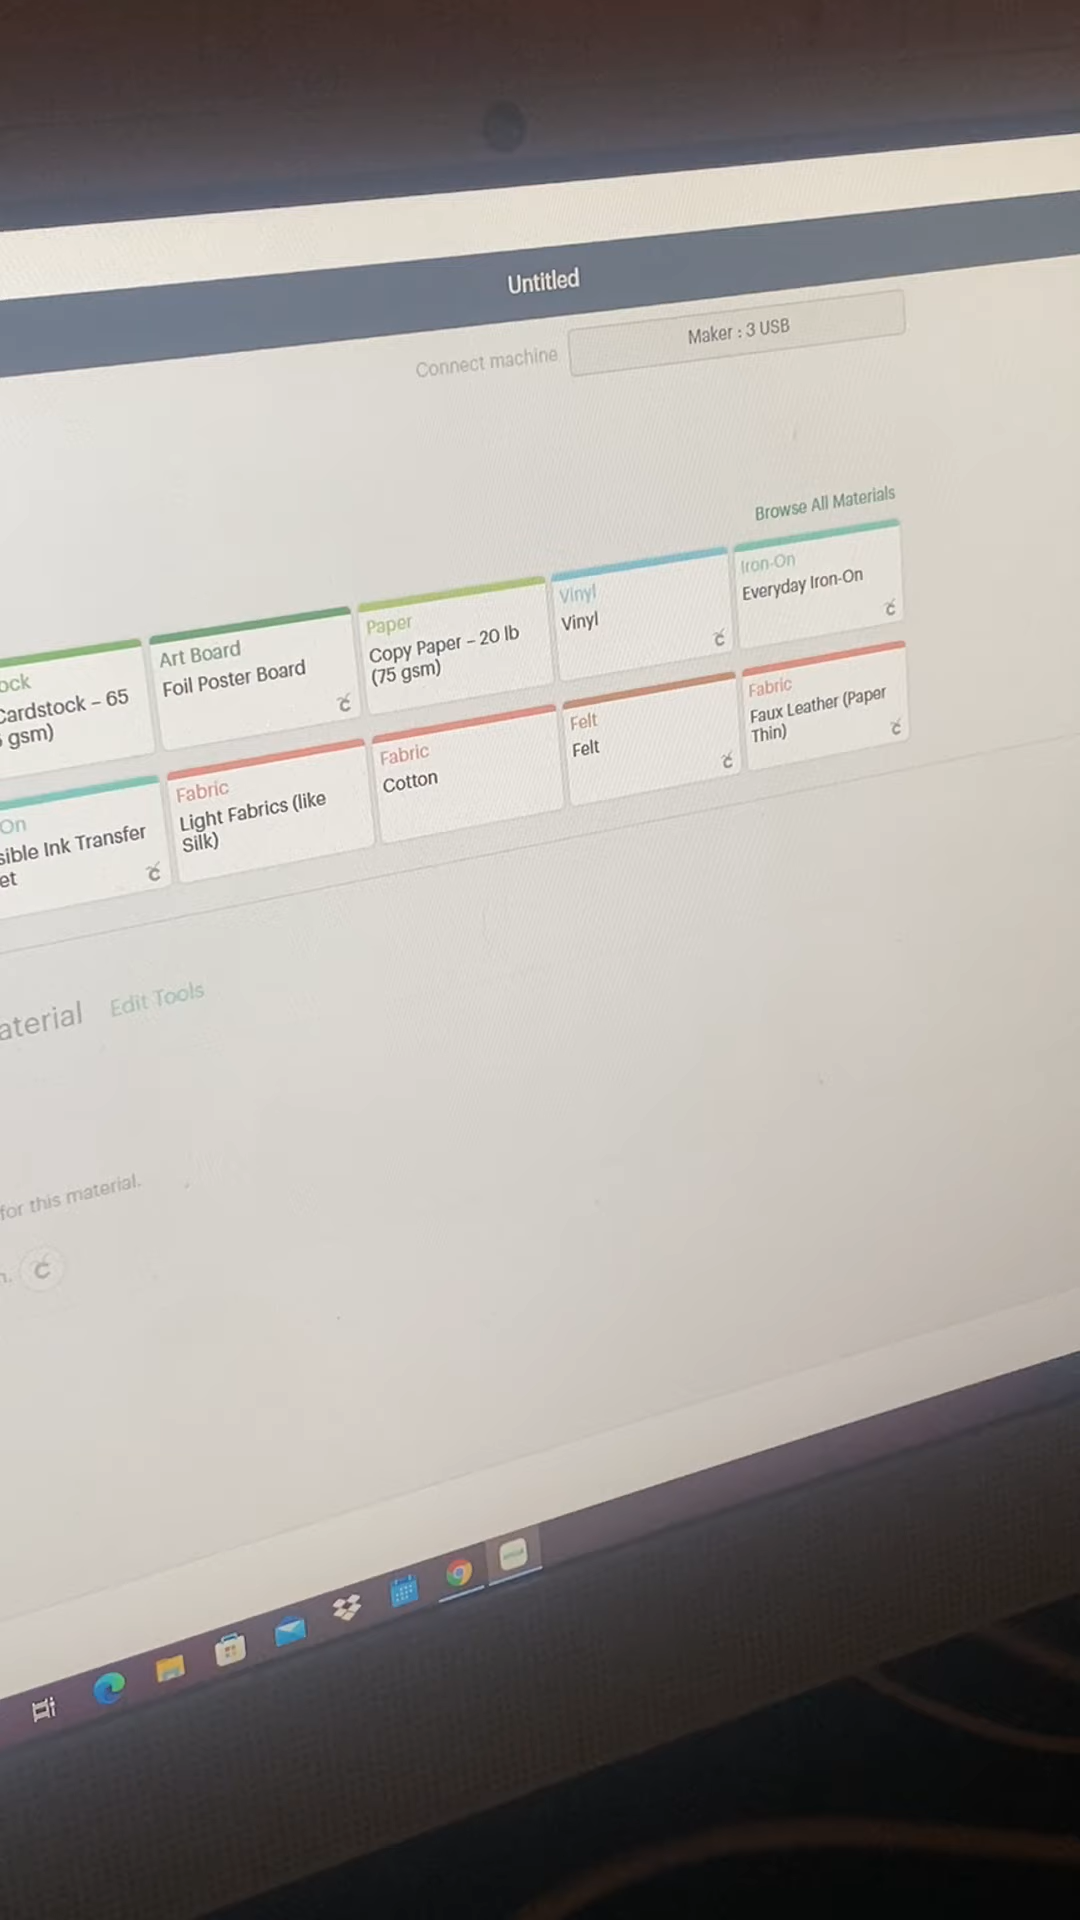 Untitled
Connect machine
Maker : 3 USB
Browse All Materials
ock
Cardstock – 65
gsm)
Art Board
Foil Poster Board
Paper
Copy Paper – 20 lb
(75 gsm)
Vinyl
Vinyl
Iron-On
Everyday Iron-On
On
sible Ink Transfer
et
Fabric
Light Fabrics (like
Silk)
Fabric
Cotton
Felt
Felt
Fabric
Faux Leather (Paper
Thin)
aterial
Edit Tools
for this material.